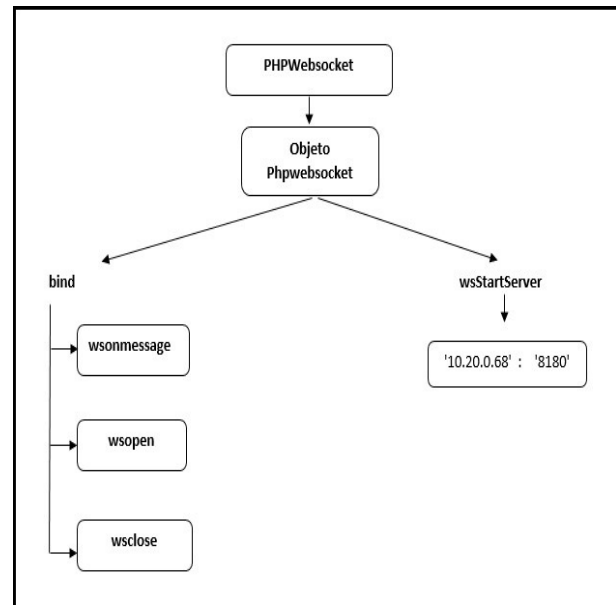 PHPWebsocket
Objeto
Phpwebsocket
bind
wsStartServer
wsonmessage
'10.20.0.68' : '8180'
wsopen
wsclose